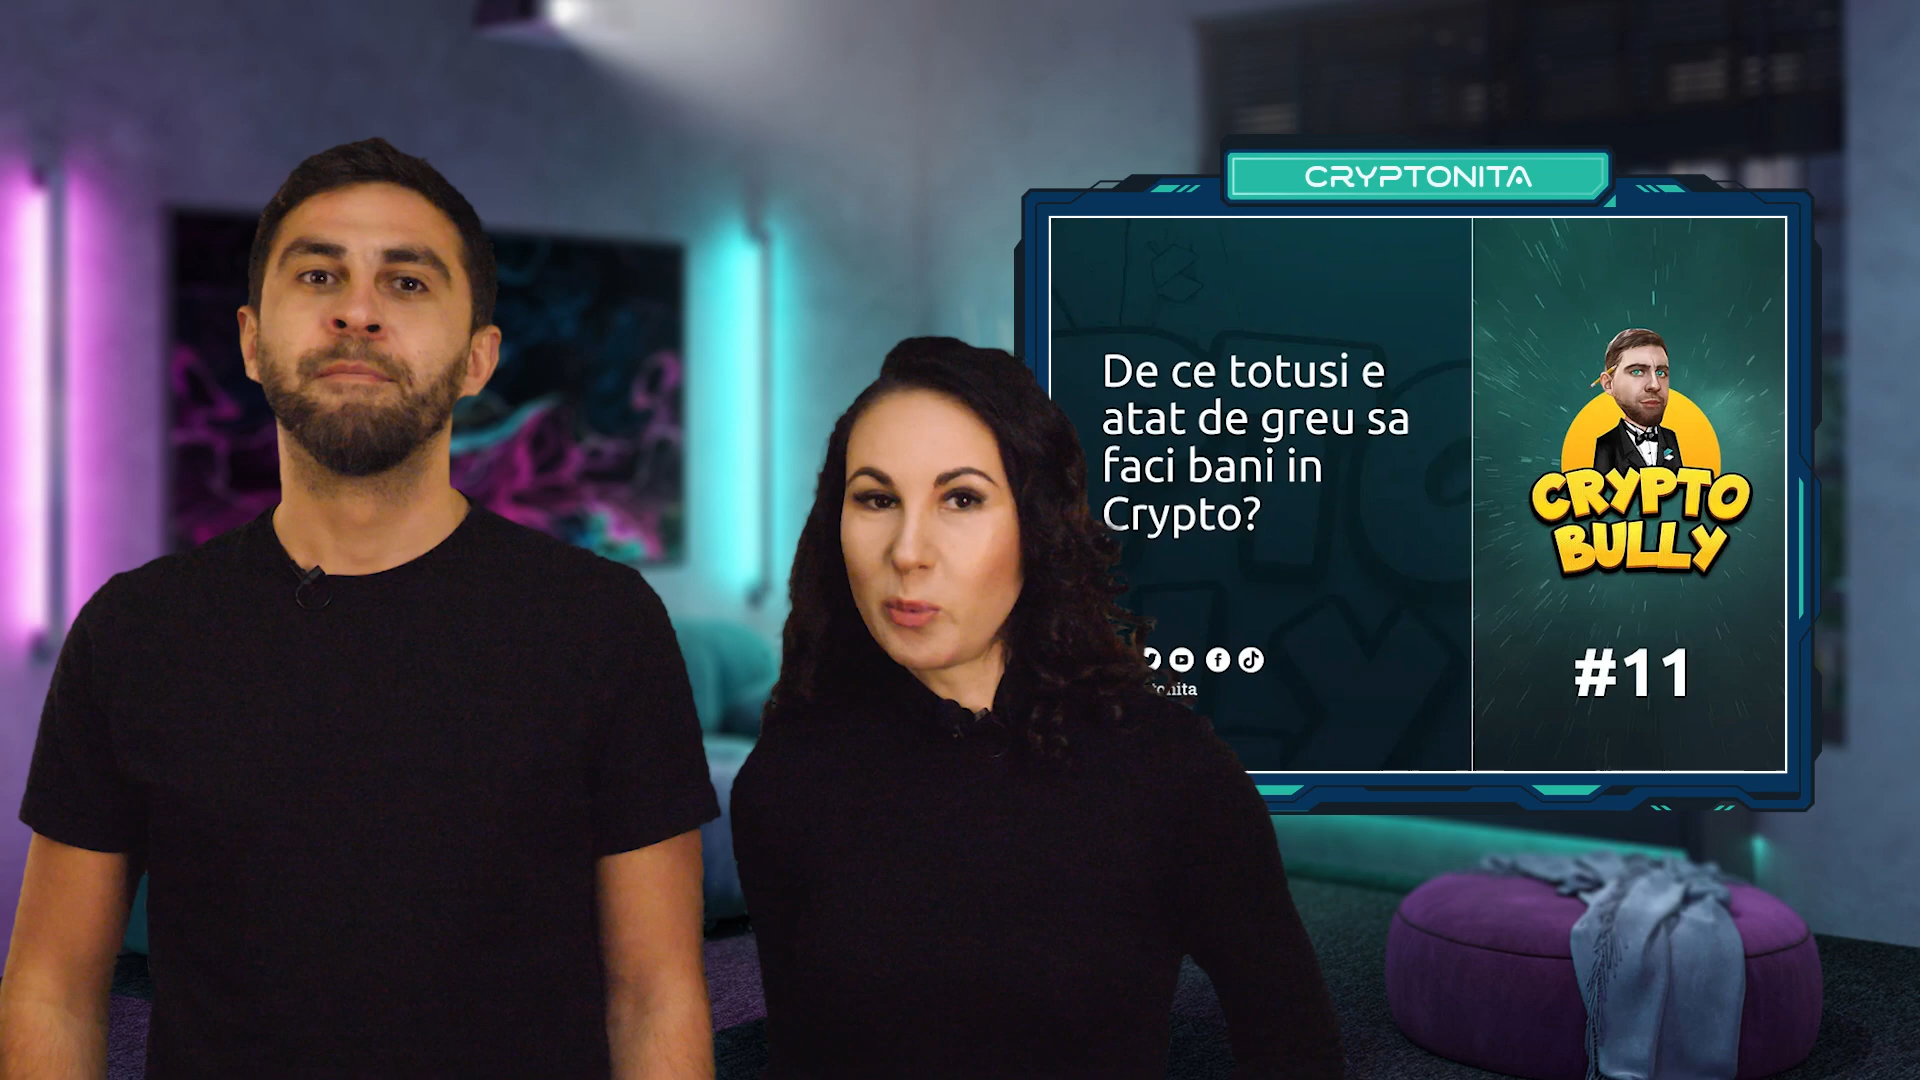 CRYPTONITA
De ce totusi e
atat de greu sa
faci bani in
Crypto?
CRYPTO
BULLY
#11